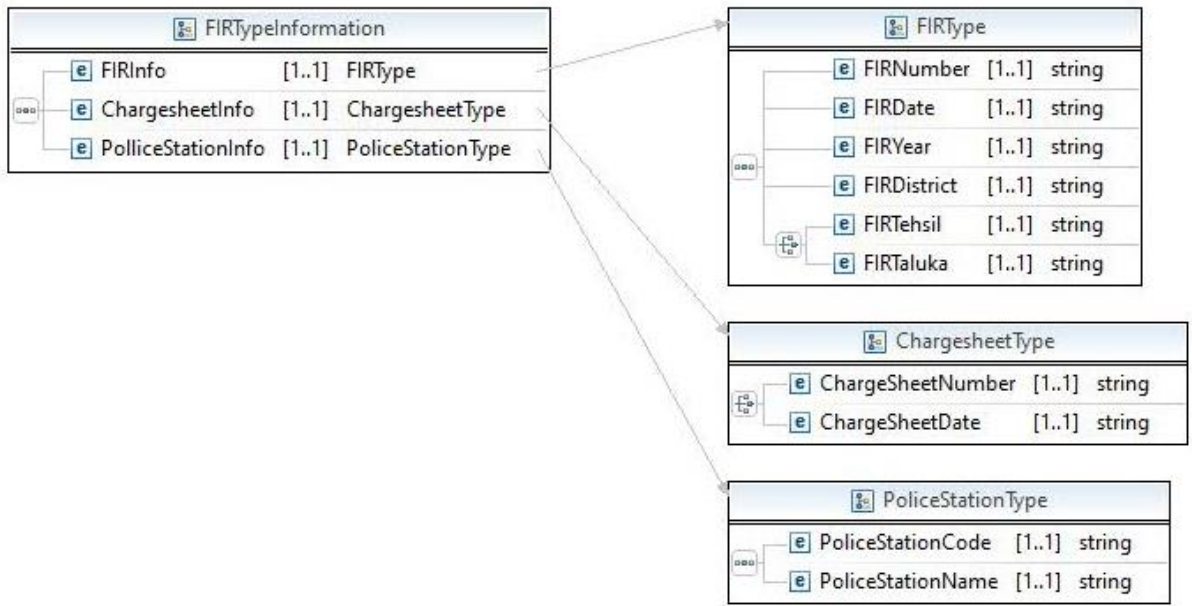 FIRTypeInformation
e FIRInfo [1..1] FIRType
e ChargesheetInfo [1..1] ChargesheetType
e PolliceStationInfo [1..1] PoliceStationType
FIRType
e FIRNumber [1..1] string
e FIRDate [1..1] string
e FIRYear [1..1] string
e FIRDistrict [1..1] string
e FIRTehsil [1..1] string
e FIRTaluka [1..1] string
ChargesheetType
e ChargeSheetNumber [1..1] string
e ChargeSheetDate [1..1] string
PoliceStationType
e PoliceStationCode [1..1] string
e PoliceStationName [1..1] string